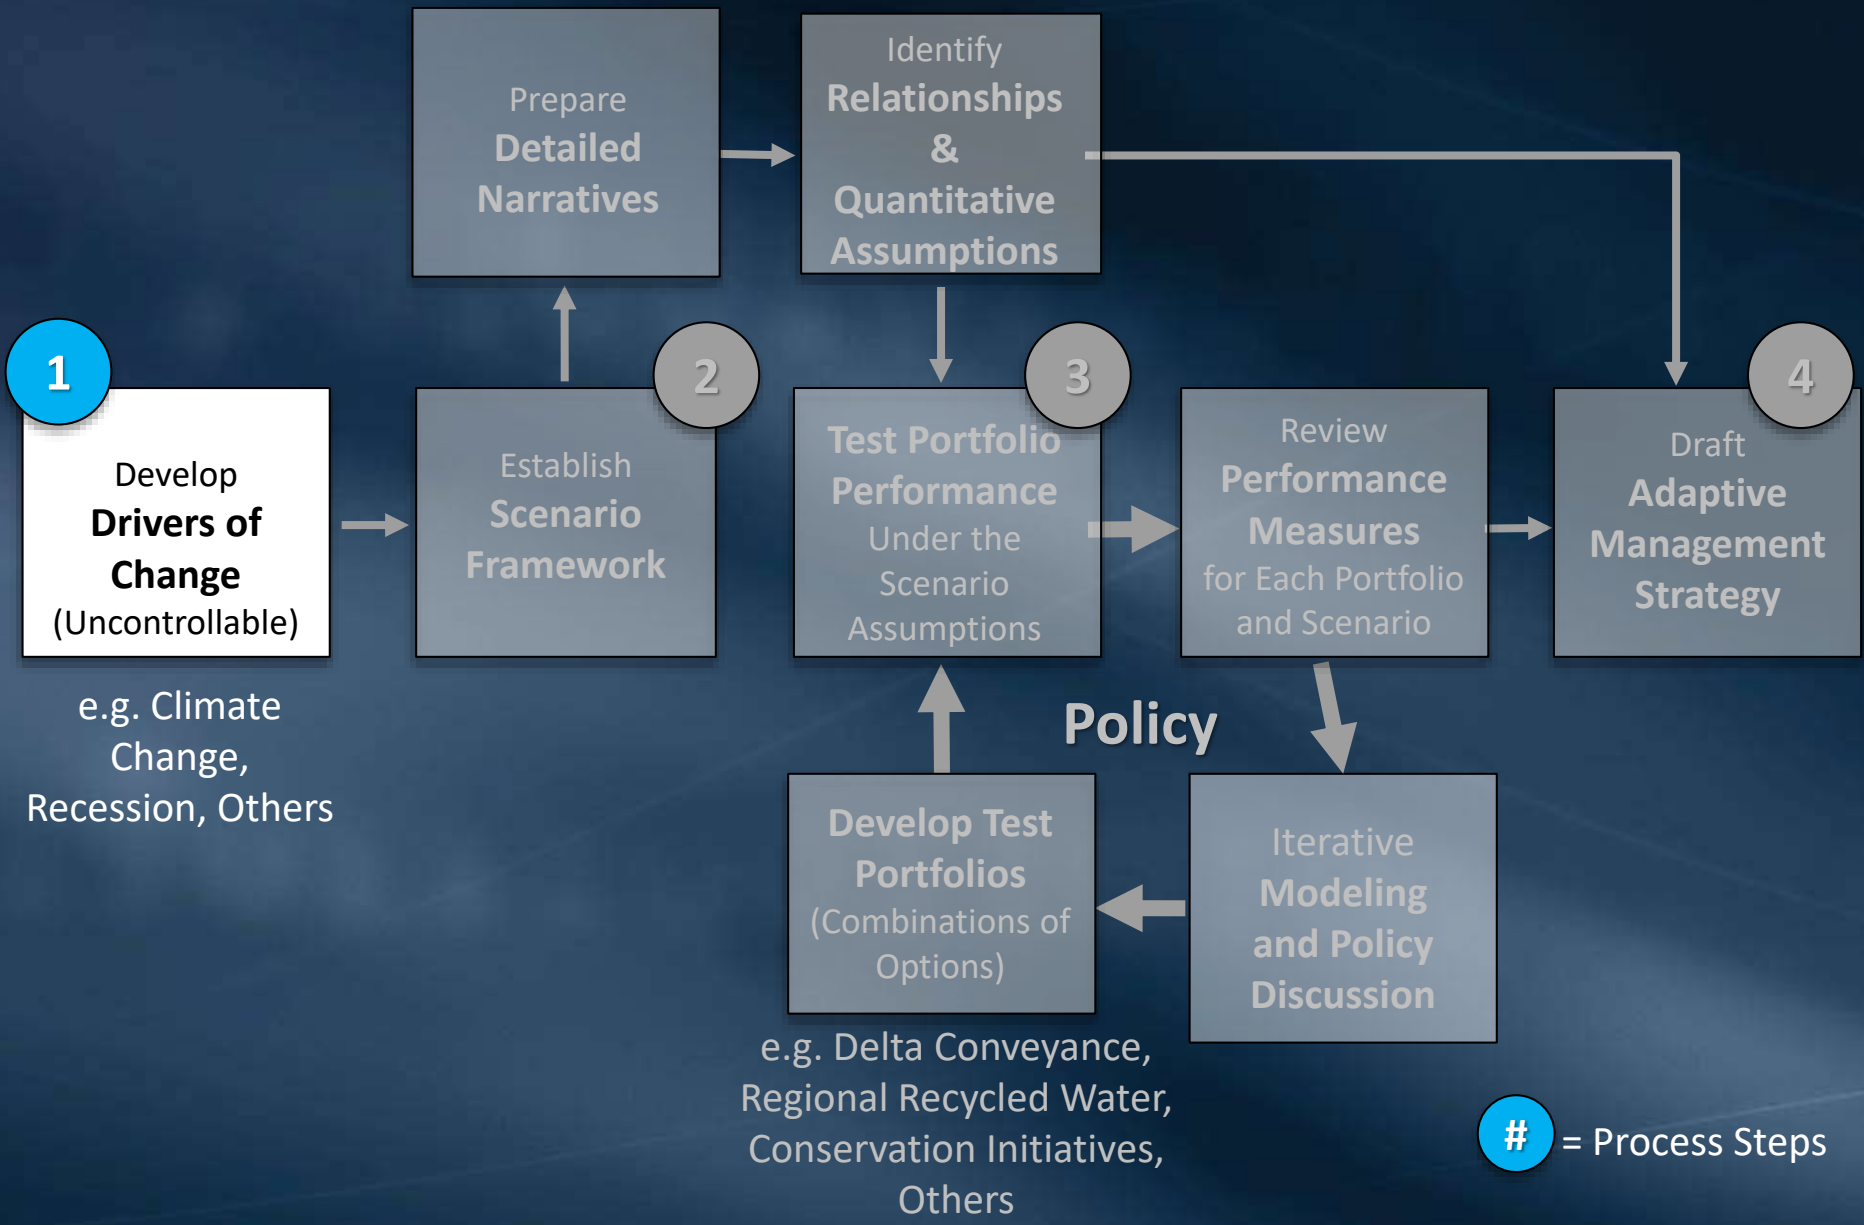 Prepare
Detailed
Narratives
Identify
Relationships
&
Quantitative
Assumptions
1
Develop
Drivers of
Change
(Uncontrollable)
e.g. Climate
Change,
Recession, Others
2
Establish
Scenario
Framework
3
Test Portfolio
Performance
Under the
Scenario
Assumptions
Review
Performance
Measures
for Each Portfolio
and Scenario
4
Draft
Adaptive
Management
Strategy
Policy
Develop Test
Portfolios
(Combinations of
Options)
e.g. Delta Conveyance,
Regional Recycled Water,
Conservation Initiatives,
Others
Iterative
Modeling
and Policy
Discussion
# = Process Steps